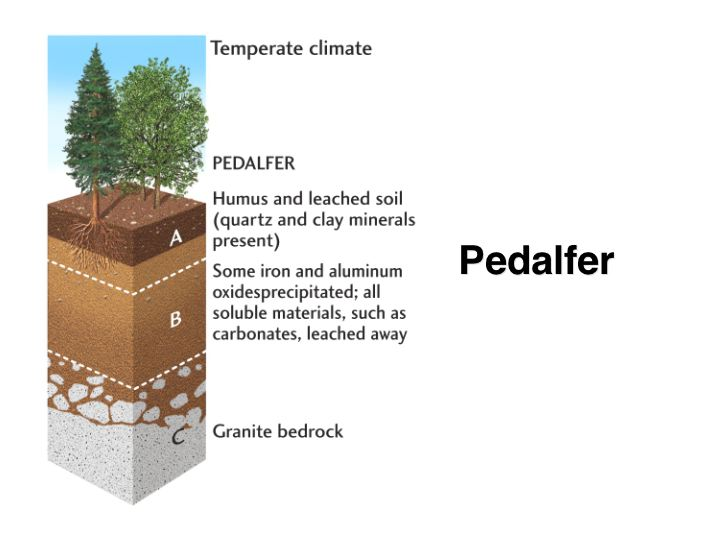 Temperate climate
PEDALFER
Humus and leached soil
(quartz and clay minerals
present)
A
Some iron and aluminum
oxidesprecipitated; all
soluble materials, such as
carbonates, leached away
B
Pedalfer
C
Granite bedrock